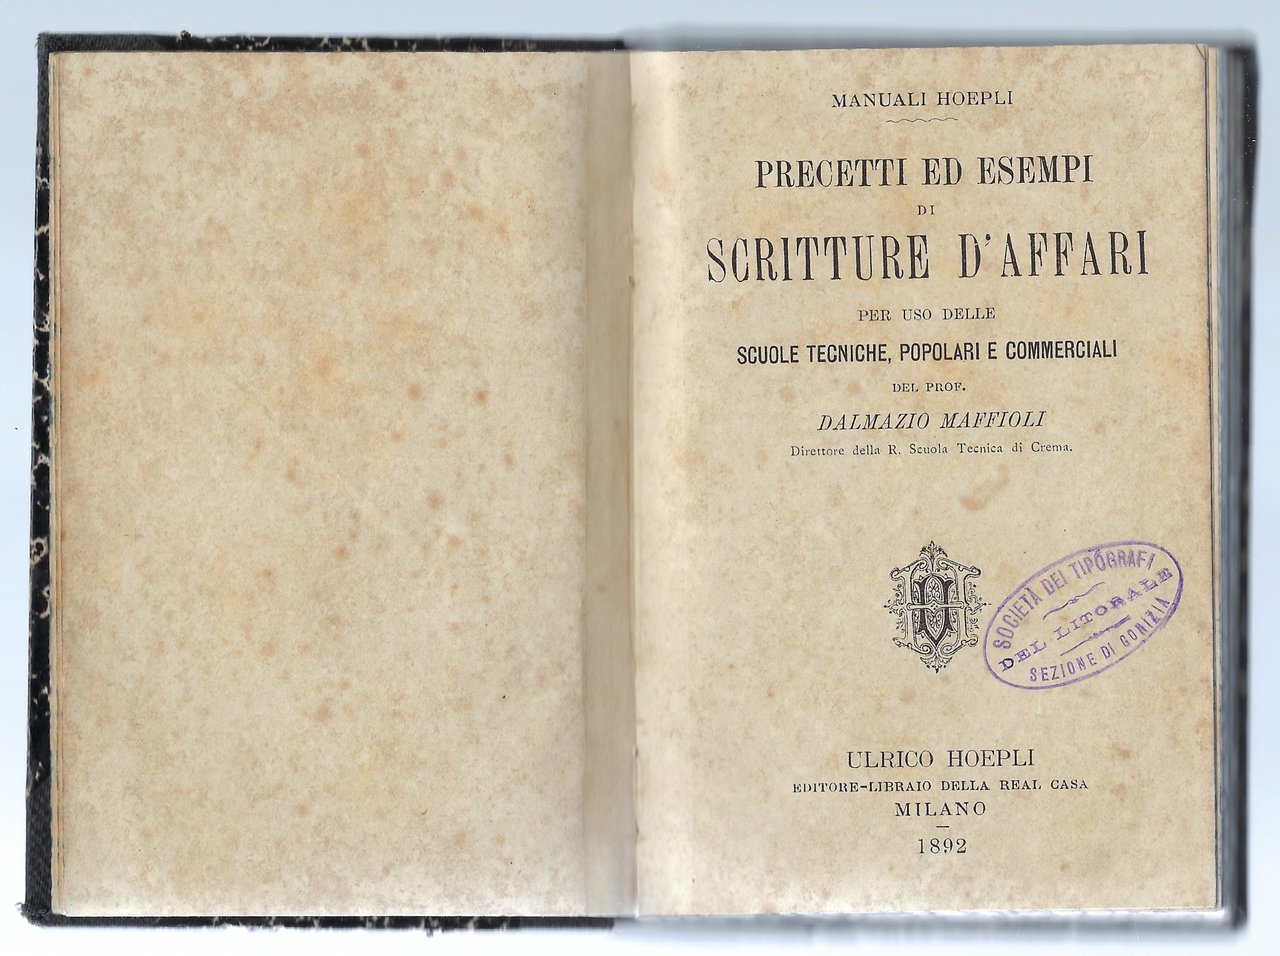 MANUALI HOEPLI
PRECETTI ED ESEMPI
DI
SCRITTURE D'AFFARI
PER USO DELLE
SCUOLE TECNICHE, POPOLARI E COMMERCIALI
DEL PROF.
DALMAZIO MAFFIOLI
Direttore della R. Scuola Tecnica di Crema.
SOCIETÀ DEI TIPOGRAFI
DEL LITORALE
SEZIONE DI GORIZIA
ULRICO HOEPLI
EDITORE-LIBRAIO DELLA REAL CASA
MILANO
1892